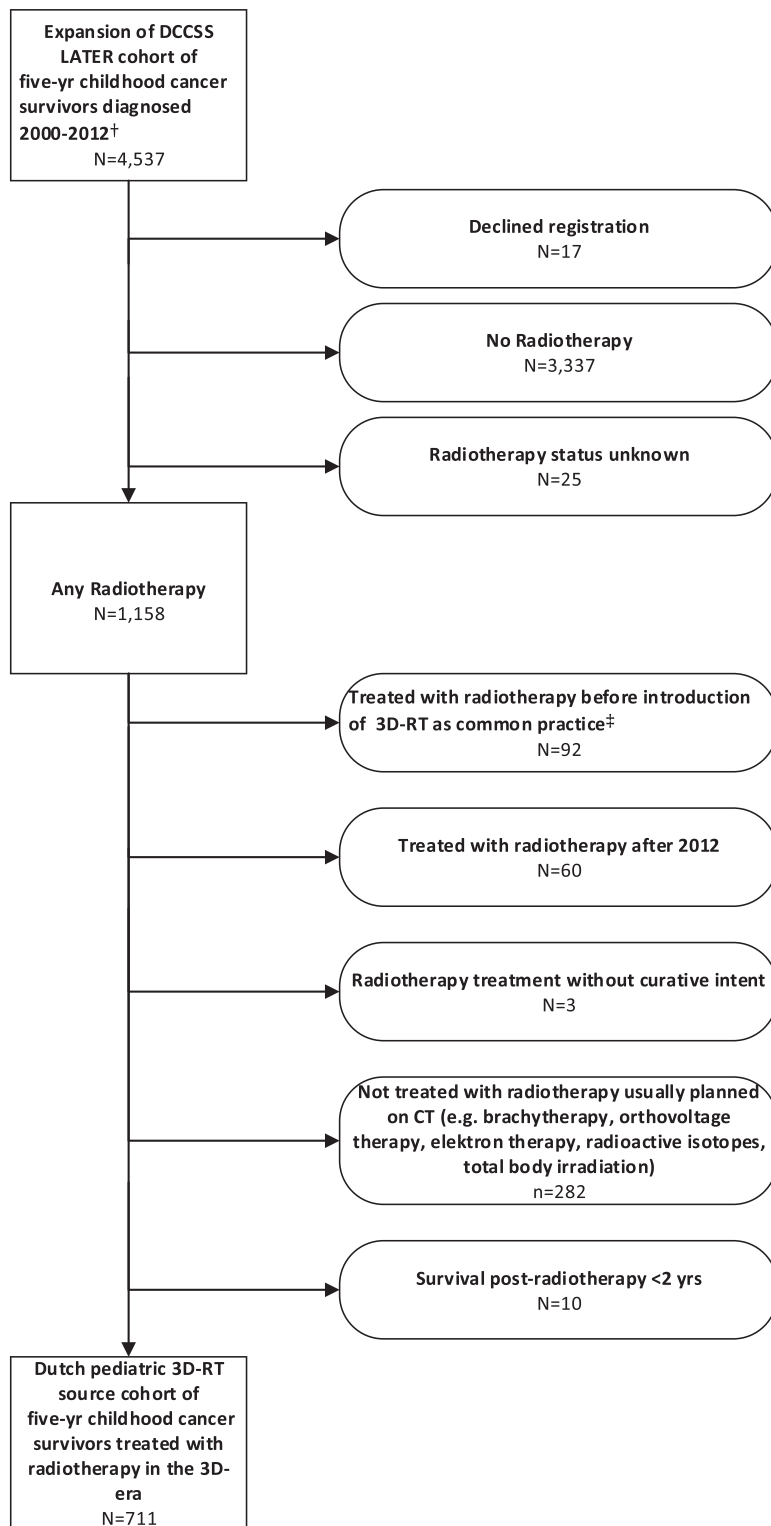 Expansion of DCCSS
LATER cohort of
five-yr childhood cancer
survivors diagnosed
2000-2012†
N=4,537
Declined registration
N=17
No Radiotherapy
N=3,337
Radiotherapy status unknown
N=25
Any Radiotherapy
N=1,158
Treated with radiotherapy before introduction
of 3D-RT as common practice‡
N=92
Treated with radiotherapy after 2012
N=60
Radiotherapy treatment without curative intent
N=3
Not treated with radiotherapy usually planned
on CT (e.g. brachytherapy, orthovoltage
therapy, elektron therapy, radioactive isotopes,
total body irradiation)
n=282
Survival post-radiotherapy <2 yrs
N=10
Dutch pediatric 3D-RT
source cohort of
five-yr childhood cancer
survivors treated with
radiotherapy in the 3D-
era
N=711